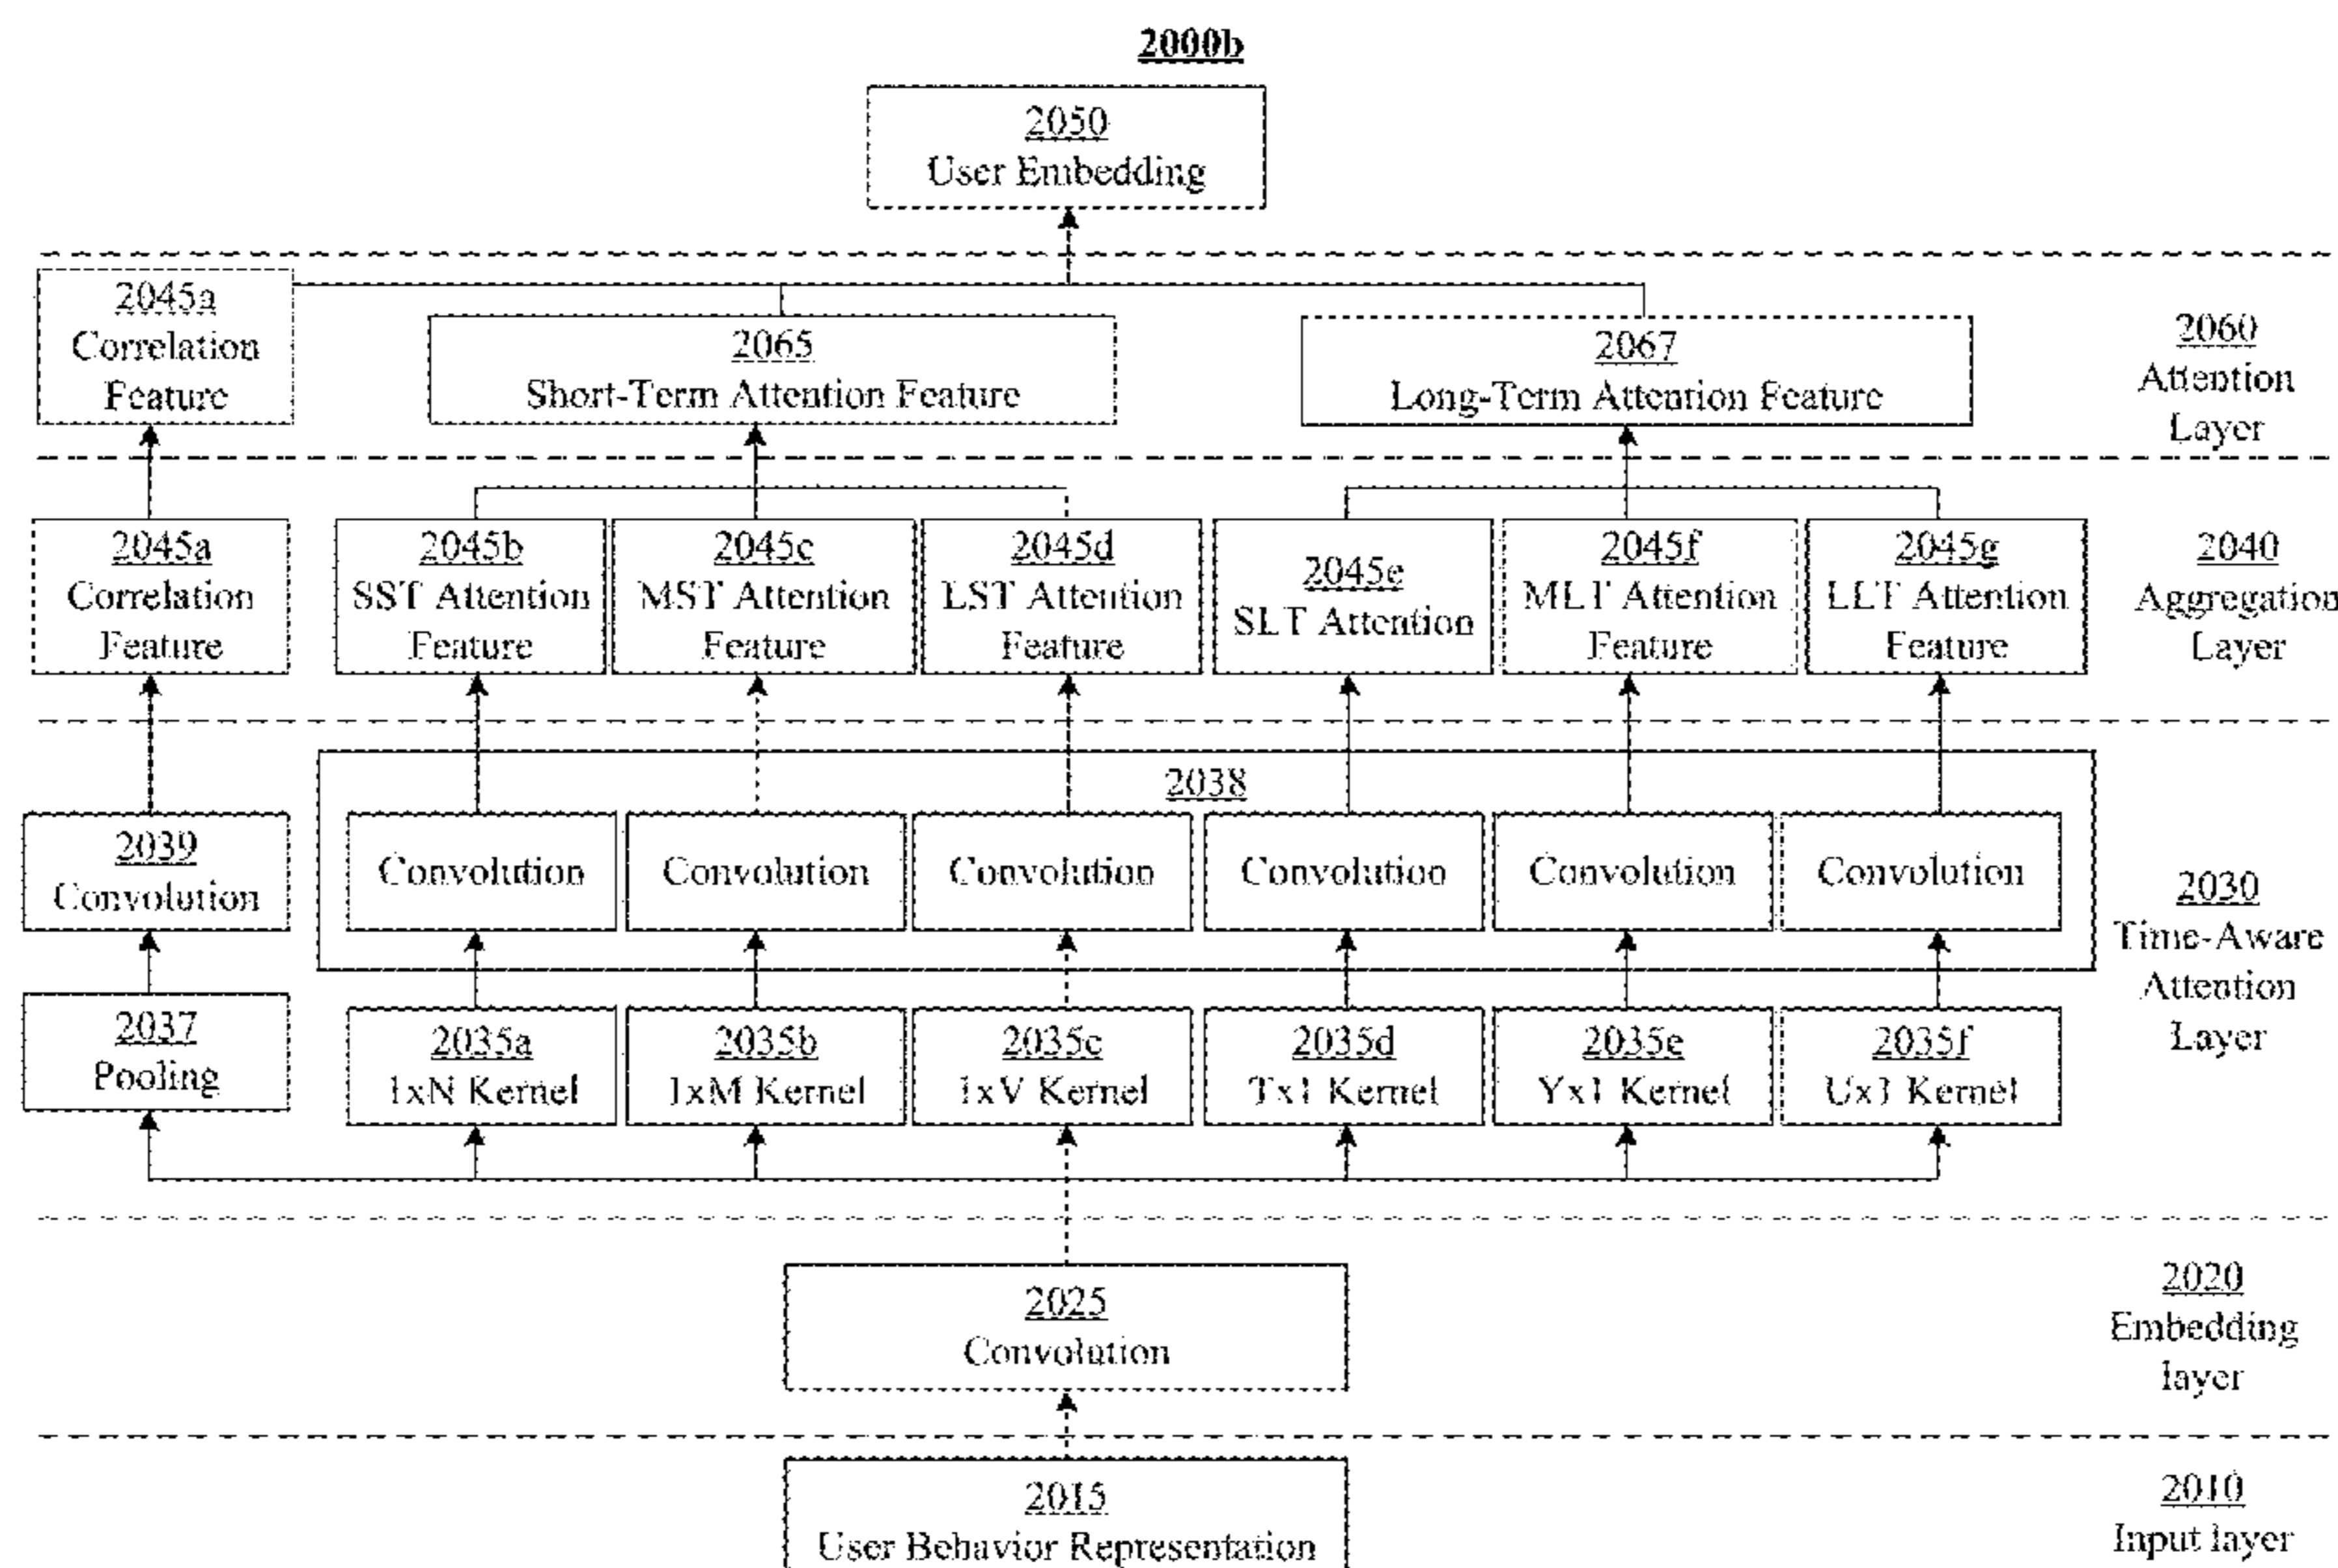 2000b
2050
User Embedding
2045a
Correlation
Feature
2065
Short-Term Attention Feature
2067
Long-Term Attention Feature
2060
Attention
Layer
2045a
Correlation
Feature
2045b
SST Attention
Feature
2045c
MST Attention
Feature
2045d
LST Attention
Feature
2045e
SLT Attention
2045f
MLT Attention
Feature
2045g
LLT Attention
Feature
2040
Aggregation
Layer
2038
2039
Convolution
Convolution
Convolution
Convolution
Convolution
Convolution
Convolution
2030
Time-Aware
Attention
Layer
2037
Pooling
2035a
1xN Kernel
2035b
1xM Kernel
2035c
1xV Kernel
2035d
Tx1 Kernel
2035e
Yx1 Kernel
2035f
Ux1 Kernel
2025
Convolution
2020
Embedding
layer
2015
User Behavior Representation
2010
Input layer